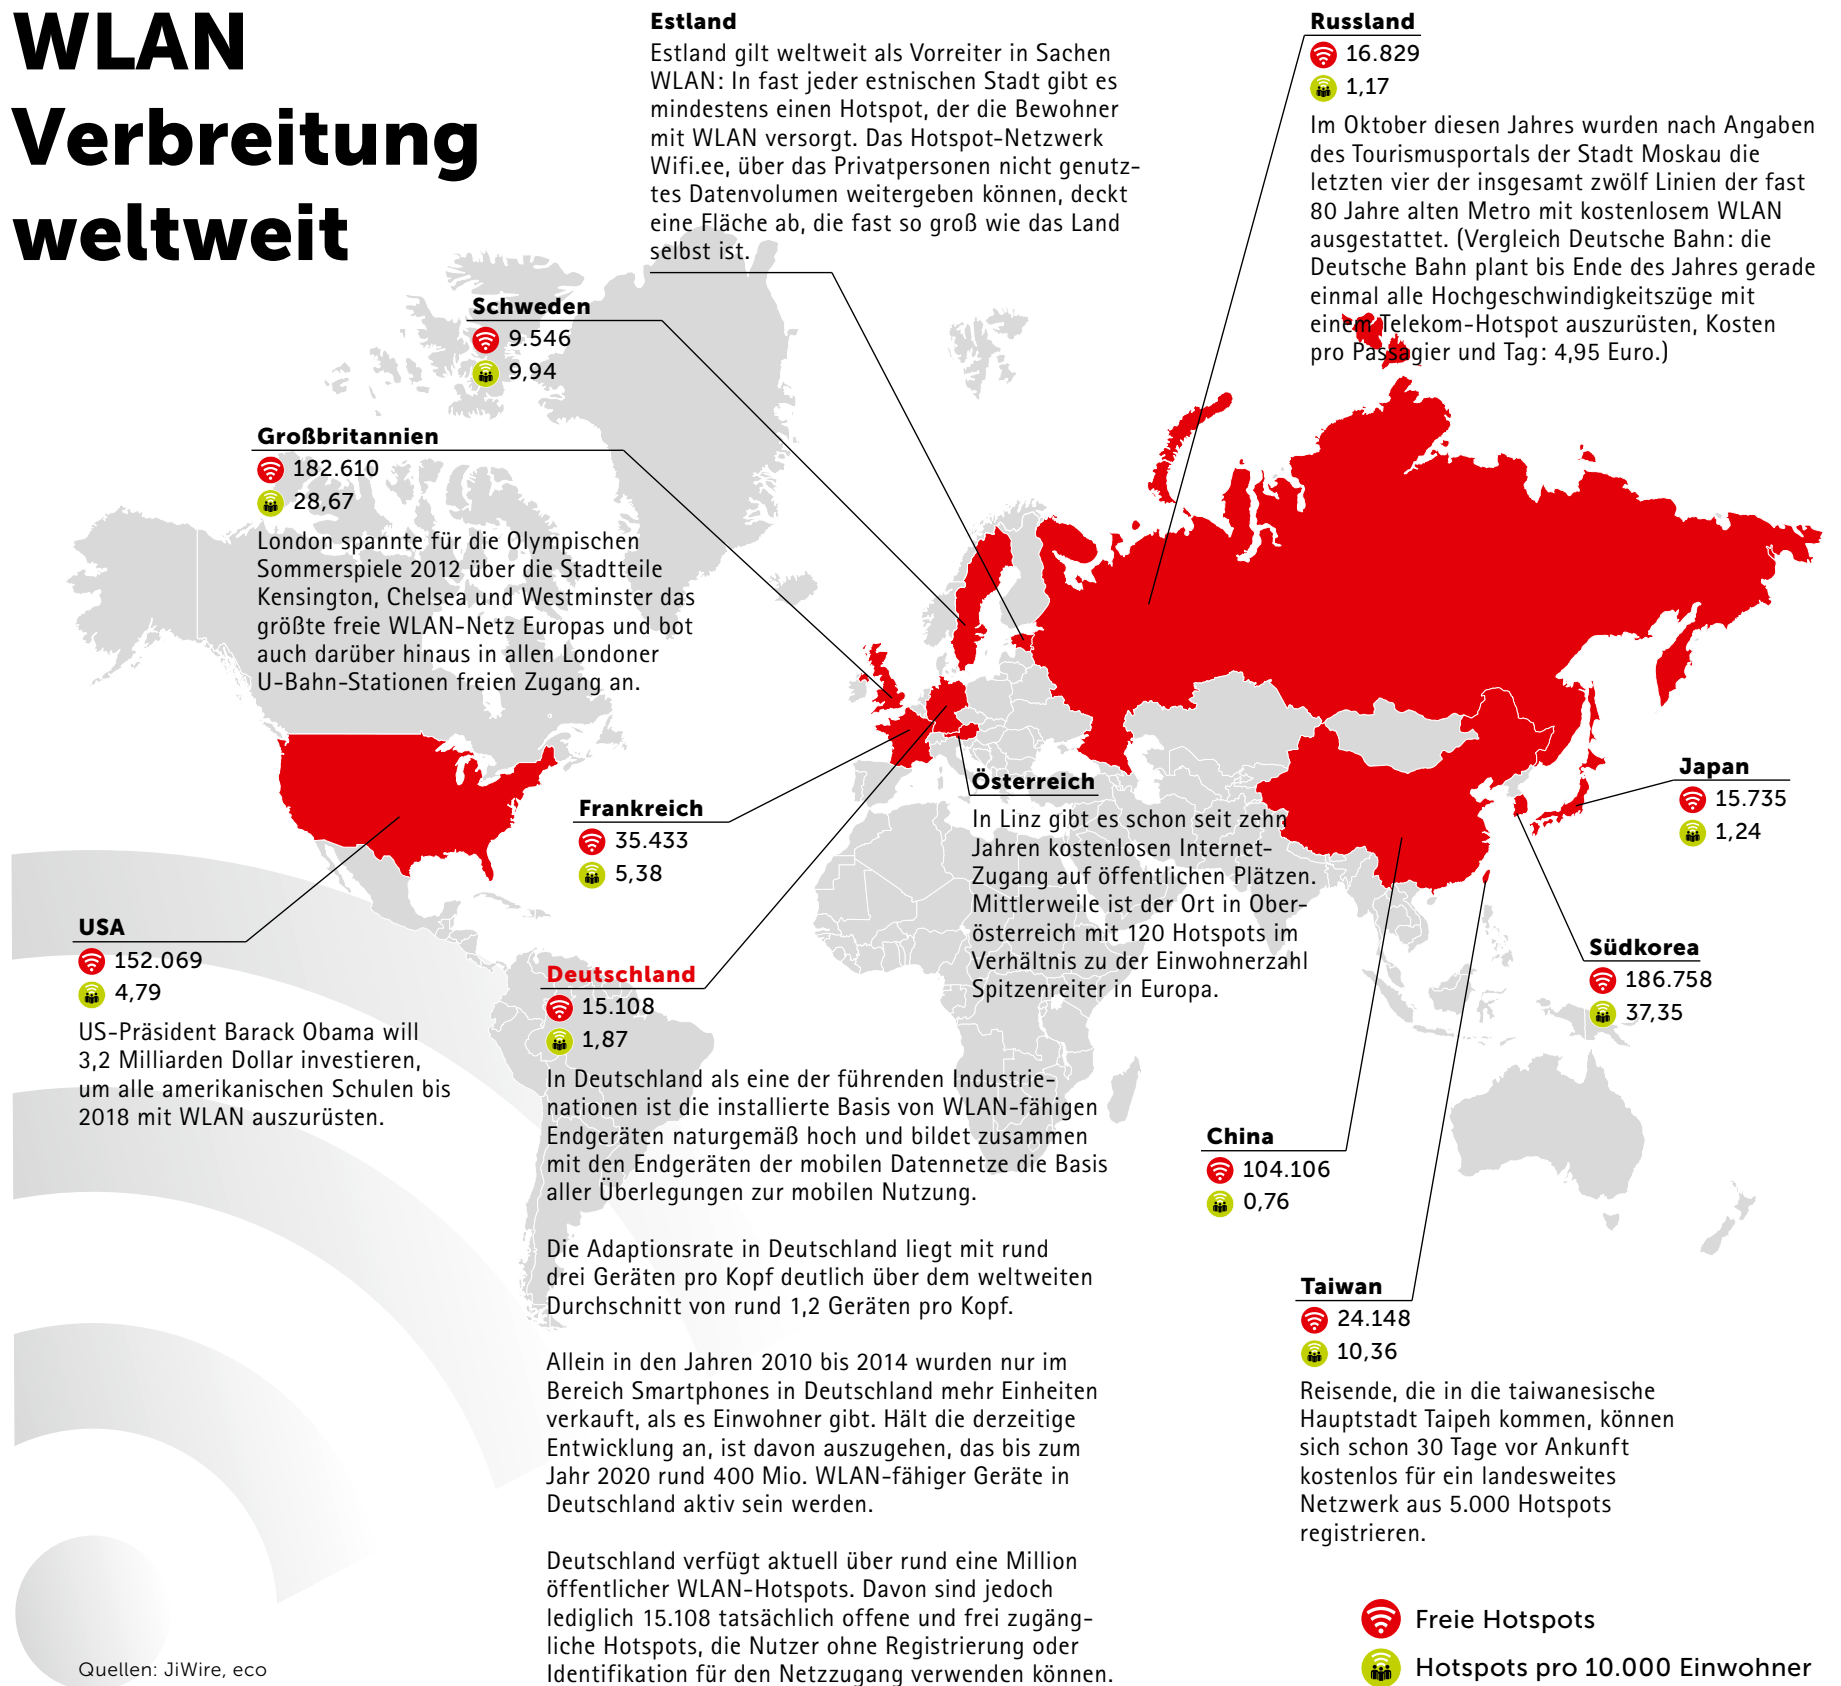 WLAN
Verbreitung
weltweit
Estland
Estland gilt weltweit als Vorreiter in Sachen
WLAN: In fast jeder estnischen Stadt gibt es
mindestens einen Hotspot, der die Bewohner
mit WLAN versorgt. Das Hotspot-Netzwerk
Wifi.ee, über das Privatpersonen nicht genutz-
tes Datenvolumen weitergeben können, deckt
eine Fläche ab, die fast so groß wie das Land
selbst ist.
Russland
16.829
1,17
Im Oktober diesen Jahres wurden nach Angaben
des Tourismusportals der Stadt Moskau die
letzten vier der insgesamt zwölf Linien der fast
80 Jahre alten Metro mit kostenlosem WLAN
ausgestattet. (Vergleich Deutsche Bahn: die
Deutsche Bahn plant bis Ende des Jahres gerade
einmal alle Hochgeschwindigkeitszüge mit
einem Telekom-Hotspot auszurüsten, Kosten
pro Passagier und Tag: 4,95 Euro.)
Schweden
9.546
9,94
Großbritannien
182.610
28,67
London spannte für die Olympischen
Sommerspiele 2012 über die Stadtteile
Kensington, Chelsea und Westminster das
größte freie WLAN-Netz Europas und bot
auch darüber hinaus in allen Londoner
U-Bahn-Stationen freien Zugang an.
Frankreich
35.433
5,38
Österreich
In Linz gibt es schon seit zehn
Jahren kostenlosen Internet-
Zugang auf öffentlichen Plätzen.
Mittlerweile ist der Ort in Ober-
österreich mit 120 Hotspots im
Verhältnis zu der Einwohnerzahl
Spitzenreiter in Europa.
Japan
15.735
1,24
USA
152.069
4,79
US-Präsident Barack Obama will
3,2 Milliarden Dollar investieren,
um alle amerikanischen Schulen bis
2018 mit WLAN auszurüsten.
Südkorea
186.758
37,35
Deutschland
15.108
1,87
In Deutschland als eine der führenden Industrie-
nationen ist die installierte Basis von WLAN-fähigen
Endgeräten naturgemäß hoch und bildet zusammen
mit den Endgeräten der mobilen Datennetze die Basis
aller Überlegungen zur mobilen Nutzung.
Die Adaptionsrate in Deutschland liegt mit rund
drei Geräten pro Kopf deutlich über dem weltweiten
Durchschnitt von rund 1,2 Geräten pro Kopf.
Allein in den Jahren 2010 bis 2014 wurden nur im
Bereich Smartphones in Deutschland mehr Einheiten
verkauft, als es Einwohner gibt. Hält die derzeitige
Entwicklung an, ist davon auszugehen, das bis zum
Jahr 2020 rund 400 Mio. WLAN-fähiger Geräte in
Deutschland aktiv sein werden.
Deutschland verfügt aktuell über rund eine Million
öffentlicher WLAN-Hotspots. Davon sind jedoch
lediglich 15.108 tatsächlich offene und frei zugäng-
liche Hotspots, die Nutzer ohne Registrierung oder
Identifikation für den Netzzugang verwenden können.
China
104.106
0,76
Taiwan
24.148
10,36
Reisende, die in die taiwanesische
Hauptstadt Taipeh kommen, können
sich schon 30 Tage vor Ankunft
kostenlos für ein landesweites
Netzwerk aus 5.000 Hotspots
registrieren.
Freie Hotspots
Hotspots pro 10.000 Einwohner
Quellen: JiWire, eco